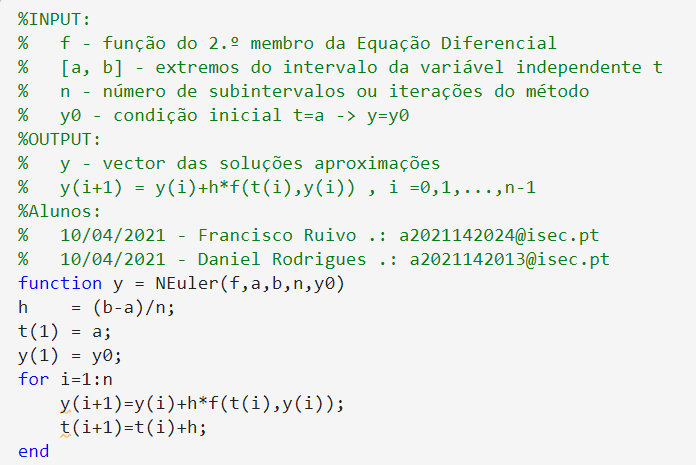 %INPUT:
%   f - função do 2.º membro da Equação Diferencial
%   [a, b] - extremos do intervalo da variável independente t
%   n - número de subintervalos ou iterações do método
%   y0 - condição inicial t=a -> y=y0
%OUTPUT:
%   y - vector das soluções aproximações
%   y(i+1) = y(i)+h*f(t(i),y(i)) , i =0,1,...,n-1
%Alunos:
%   10/04/2021 - Francisco Ruivo .: a2021142024@isec.pt
%   10/04/2021 - Daniel Rodrigues .: a2021142013@isec.pt
function y = NEuler(f,a,b,n,y0)
h    = (b-a)/n;
t(1) = a;
y(1) = y0;
for i=1:n
    y(i+1)=y(i)+h*f(t(i),y(i));
    t(i+1)=t(i)+h;
end